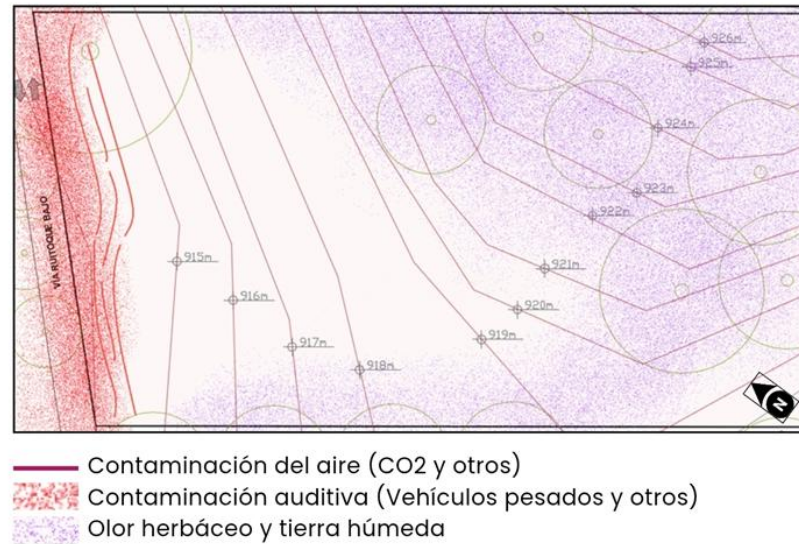 926m
925m
924m
923m
922m
VÍA RUITOQUE BAJO
915m
921m
916m
920m
919m
917m
918m
N
Contaminación del aire (CO2 y otros)
Contaminación auditiva (Vehículos pesados y otros)
Olor herbáceo y tierra húmeda